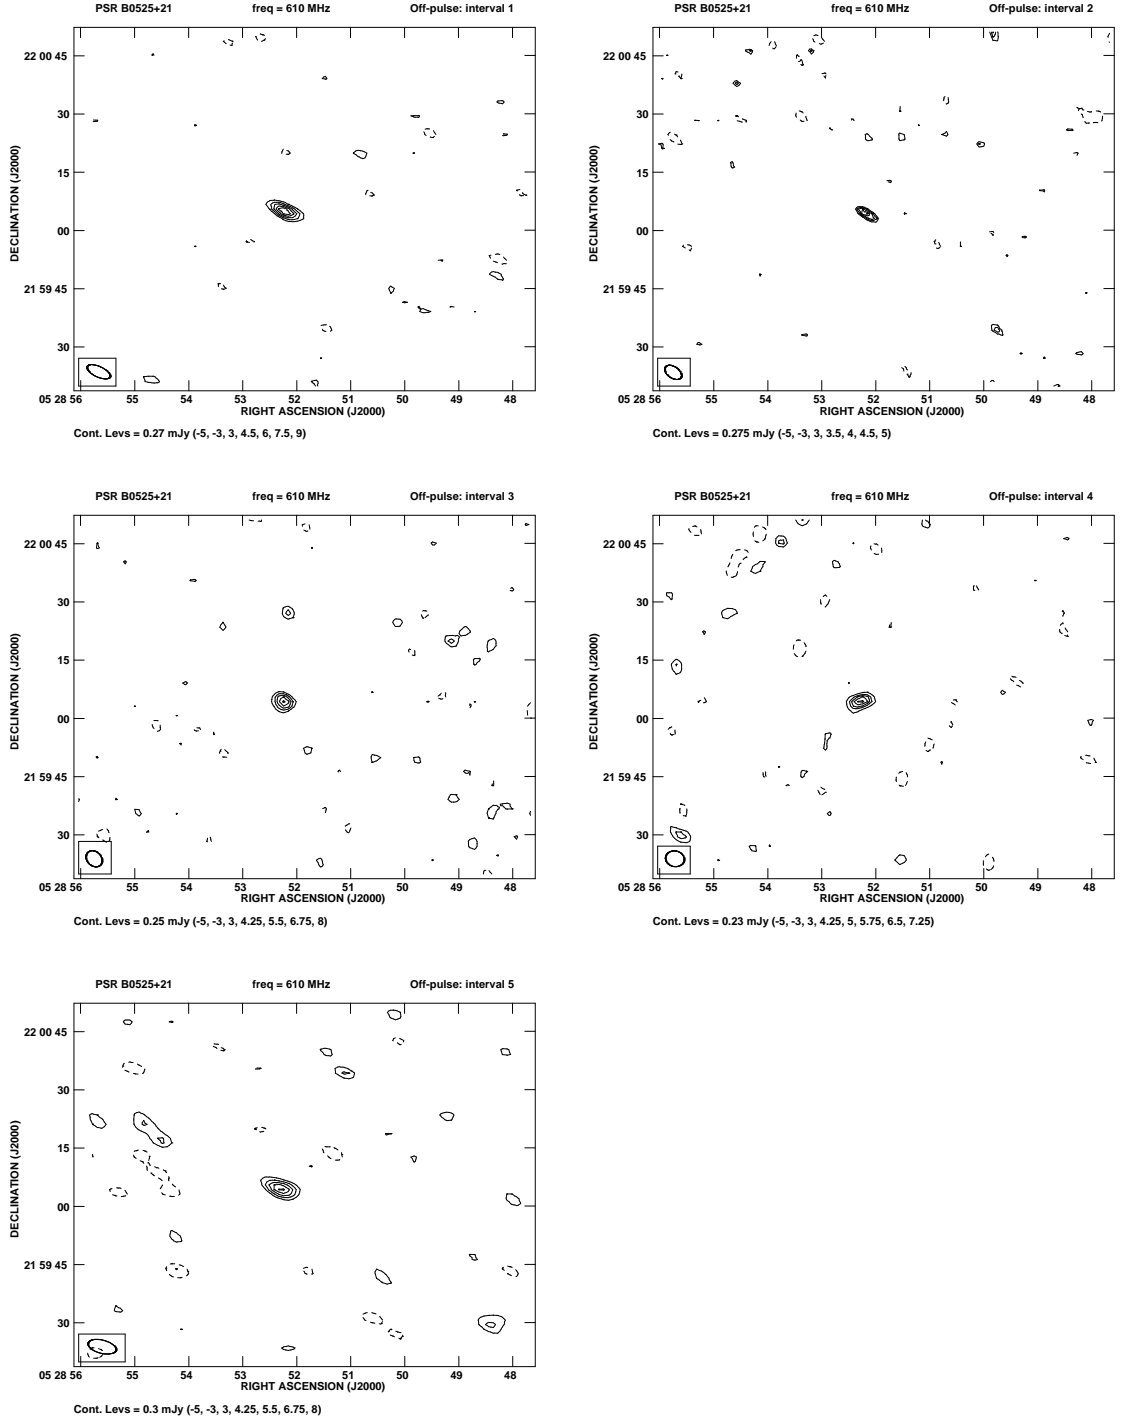 PSR B0525+21 freq = 610 MHz Off-pulse: interval 1
DECLINATION (J2000)
22 00 45
30
15
00
21 59 45
30
05 28 56 55 54 53 52 51 50 49 48
RIGHT ASCENSION (J2000)
Cont. Levs = 0.27 mJy (-5, -3, 3, 4.5, 6, 7.5, 9)
PSR B0525+21 freq = 610 MHz Off-pulse: interval 2
DECLINATION (J2000)
22 00 45
30
15
00
21 59 45
30
05 28 56 55 54 53 52 51 50 49 48
RIGHT ASCENSION (J2000)
Cont. Levs = 0.275 mJy (-5, -3, 3, 3.5, 4, 4.5, 5)
PSR B0525+21 freq = 610 MHz Off-pulse: interval 3
DECLINATION (J2000)
22 00 45
30
15
00
21 59 45
30
05 28 56 55 54 53 52 51 50 49 48
RIGHT ASCENSION (J2000)
Cont. Levs = 0.25 mJy (-5, -3, 3, 4.25, 5.5, 6.75, 8)
PSR B0525+21 freq = 610 MHz Off-pulse: interval 4
DECLINATION (J2000)
22 00 45
30
15
00
21 59 45
30
05 28 56 55 54 53 52 51 50 49 48
RIGHT ASCENSION (J2000)
Cont. Levs = 0.23 mJy (-5, -3, 3, 4.25, 5, 5.75, 6.5, 7.25)
PSR B0525+21 freq = 610 MHz Off-pulse: interval 5
DECLINATION (J2000)
22 00 45
30
15
00
21 59 45
30
05 28 56 55 54 53 52 51 50 49 48
RIGHT ASCENSION (J2000)
Cont. Levs = 0.3 mJy (-5, -3, 3, 4.25, 5.5, 6.75, 8)